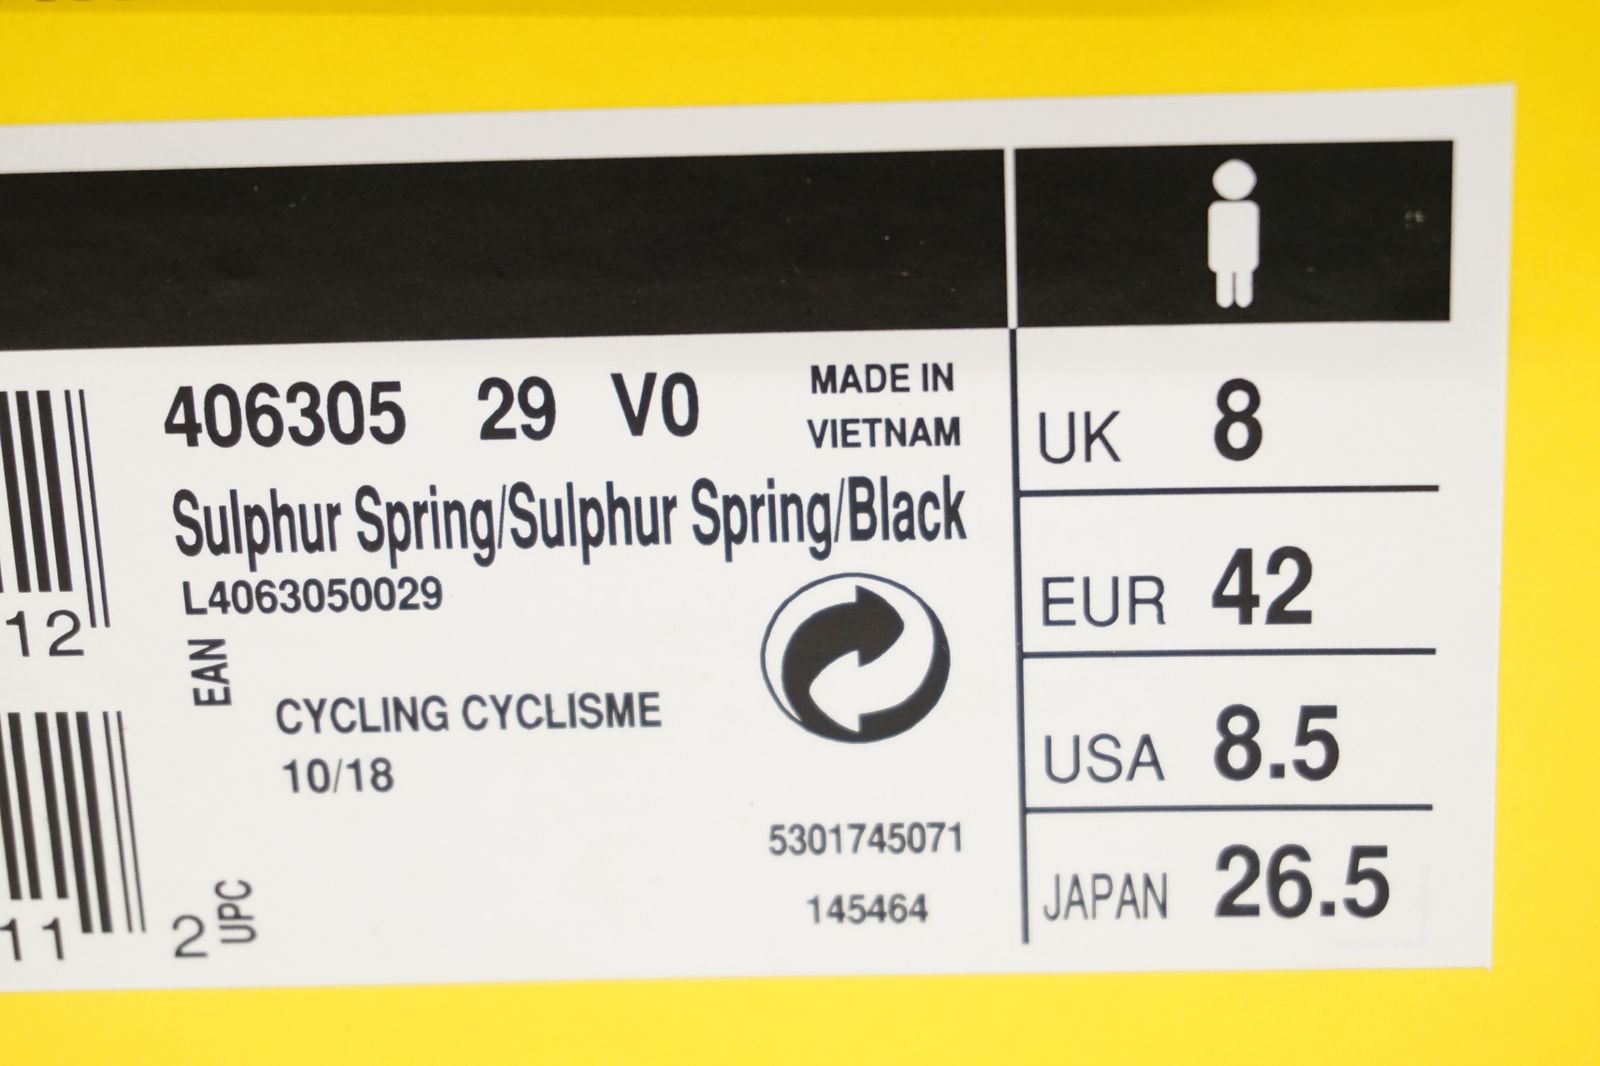 406305 29 V0
MADE IN
VIETNAM
Sulphur Spring/Sulphur Spring/Black
L4063050029
12
EAN
CYCLING CYCLISME
10/18
5301745071
145464
11 2
UPC
UK 8
EUR 42
USA 8.5
JAPAN 26.5